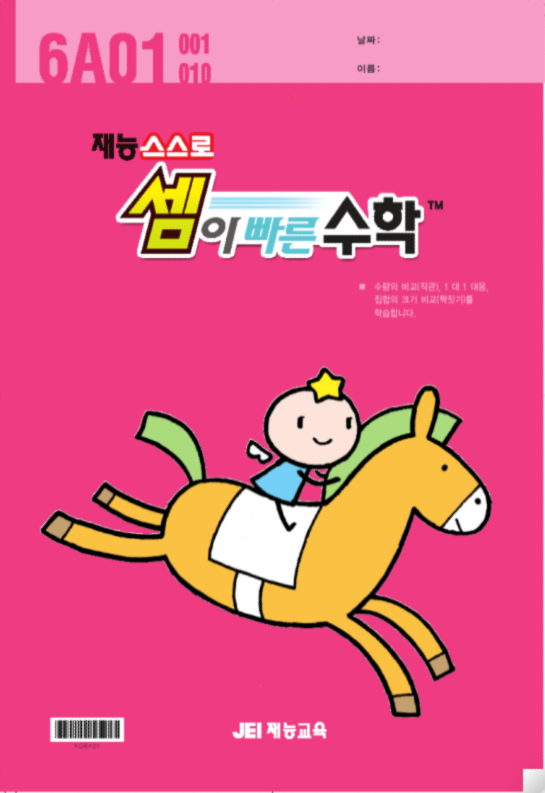 6A01 001
010
날짜:
이름:
재능스스로
셈이 빠른 수학™
■ 수량의 비교(직관), 1 대 1 대응,
집합의 크기 비교(짝짓기)를
학습합니다.
JEI 재능교육